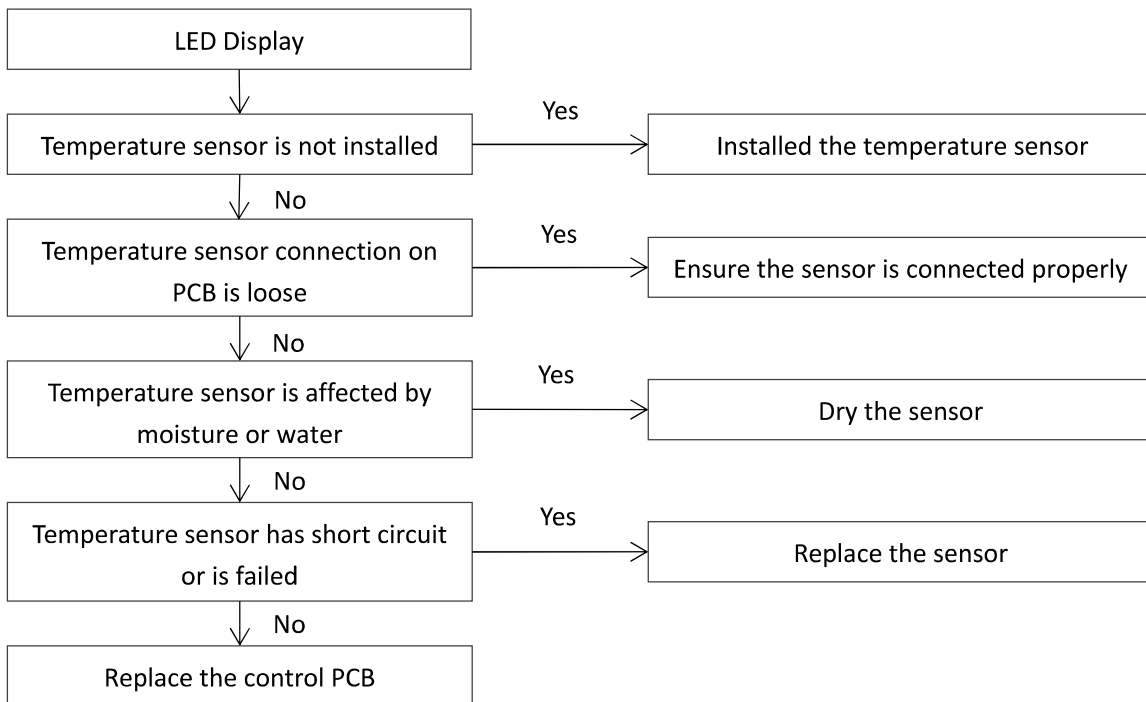 LED Display
Yes
Temperature sensor is not installed
Installed the temperature sensor
No
Temperature sensor connection on
PCB is loose
Yes
Ensure the sensor is connected properly
No
Temperature sensor is affected by
moisture or water
Yes
Dry the sensor
No
Temperature sensor has short circuit
or is failed
Yes
Replace the sensor
No
Replace the control PCB